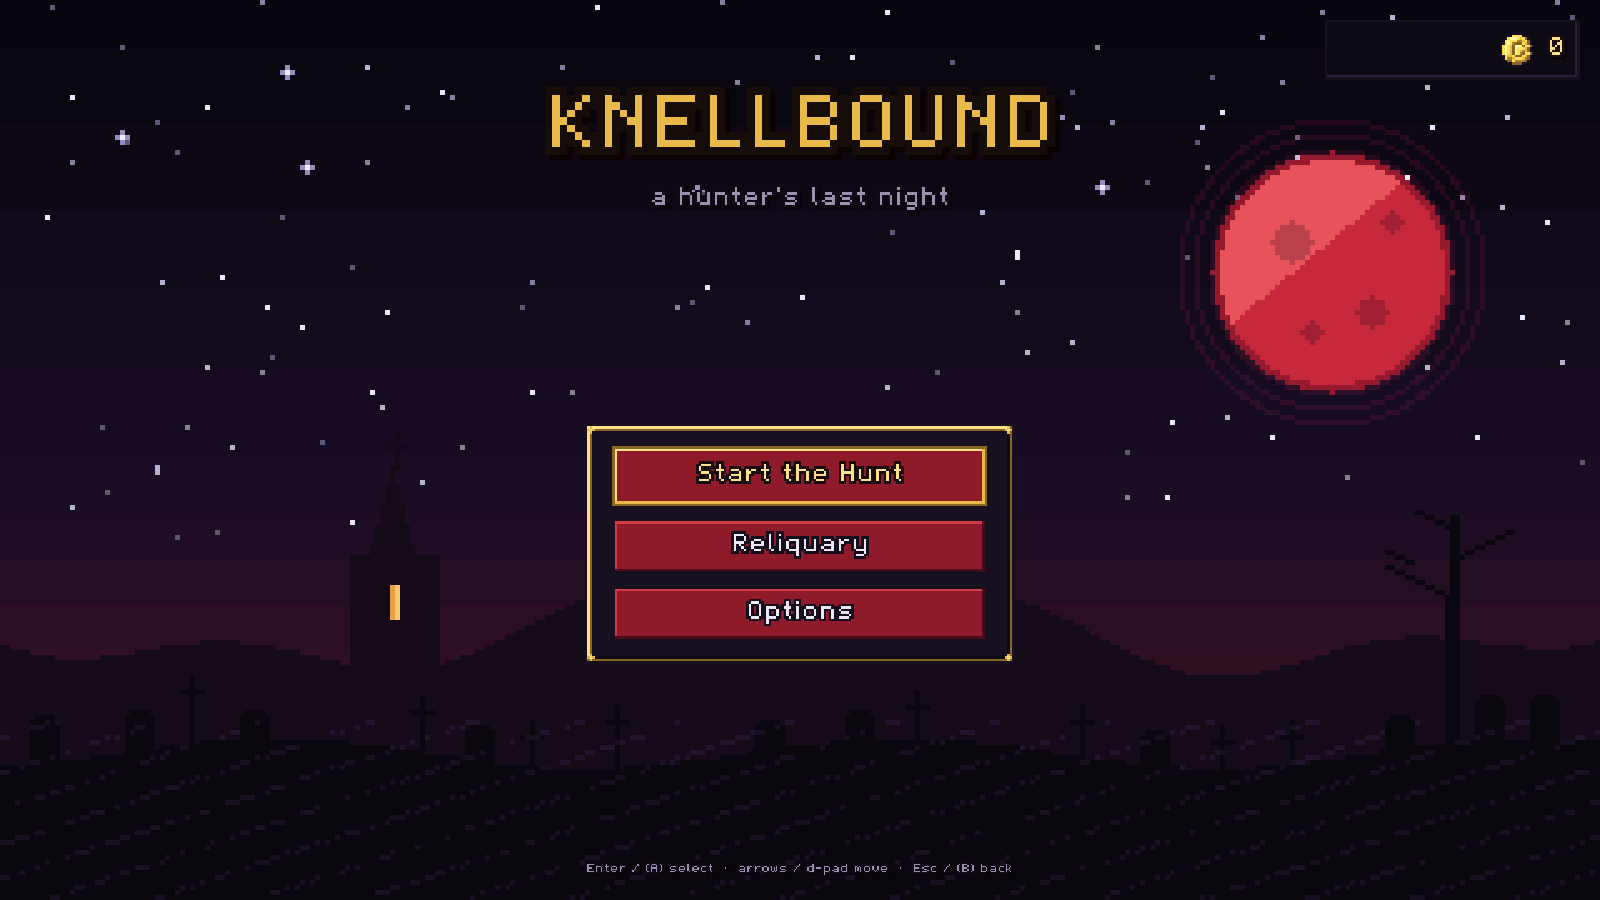 0
KNELLBOUND
a hunter's last night
Start the Hunt
Reliquary
Options
Enter / (A) select · arrows / d-pad move · Esc / (B) back